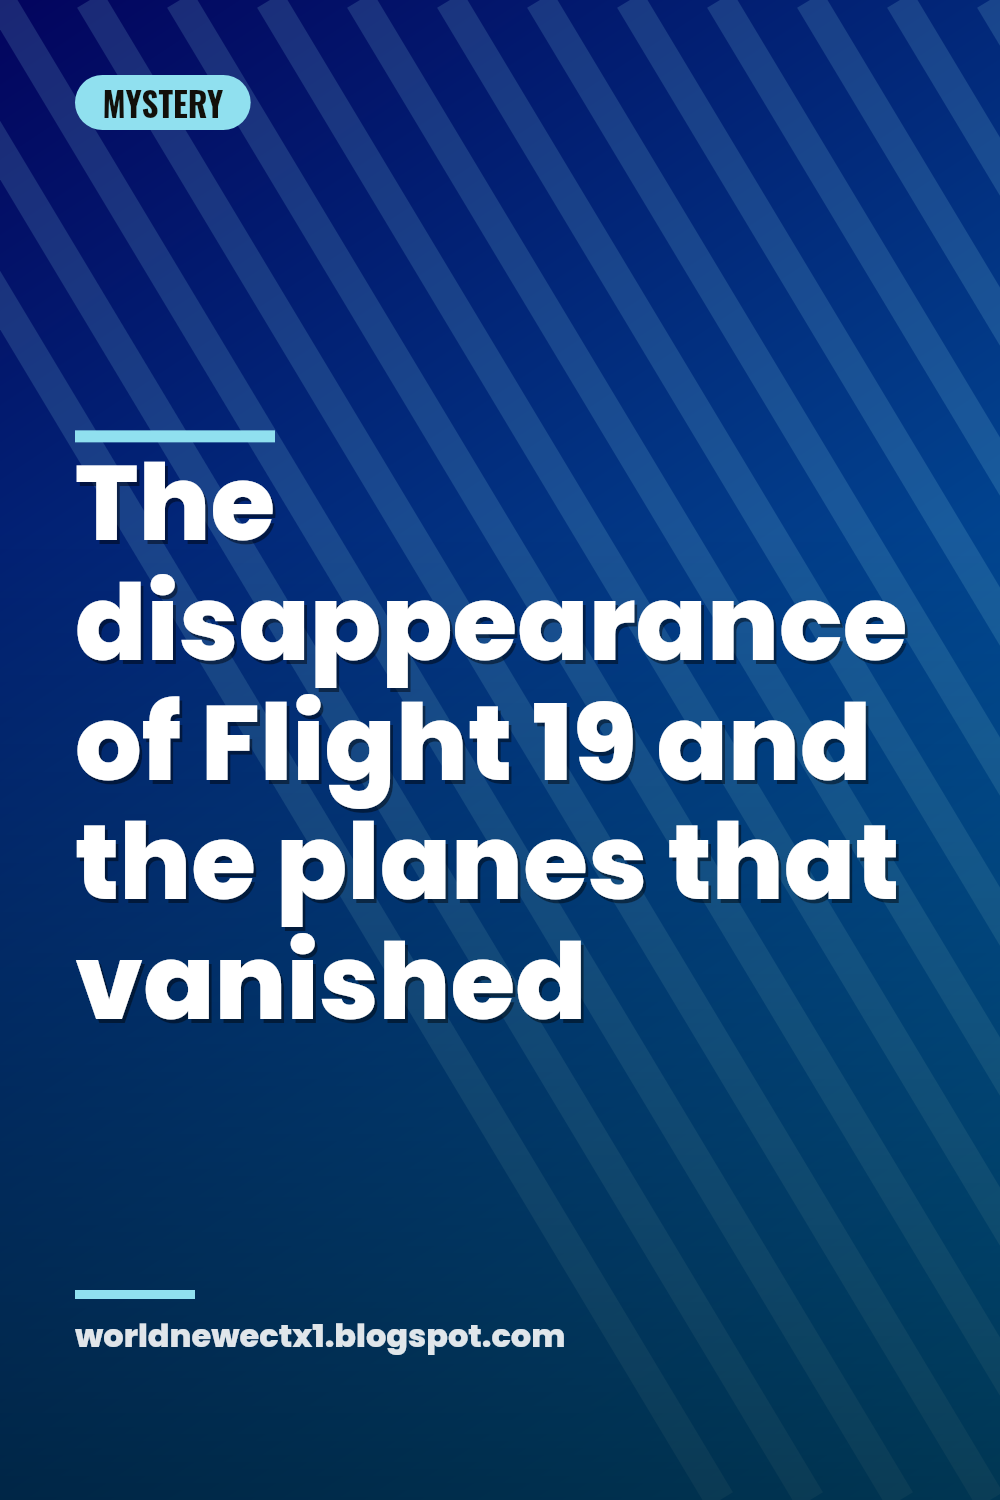 MYSTERY
The
disappearance
of Flight 19 and
the planes that
vanished
worldnewectx1.blogspot.com